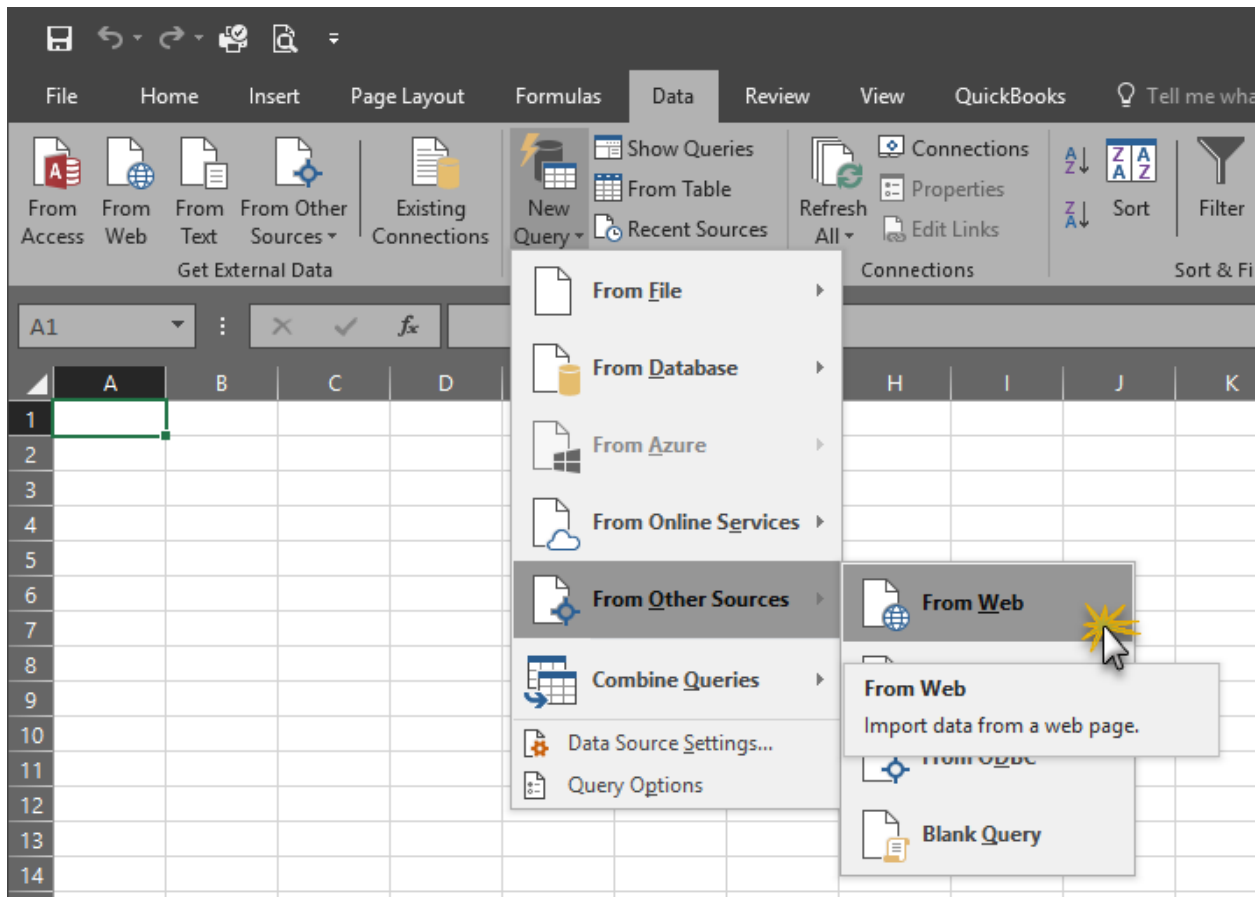 File Home Insert Page Layout Formulas Data Review View QuickBooks Tell me wha
Show Queries
From Table
Recent Sources
Connections
Properties
Edit Links
From Access
From Web
From Text
From Other Sources
Existing Connections
New Query
Refresh All
Sort
Filter
Get External Data
Connections
Sort & Fi
A1
fx
A B C D H I J K
1
2
3
4
5
6
7
8
9
10
11
12
13
14
From File
From Database
From Azure
From Online Services
From Other Sources
Combine Queries
Data Source Settings...
Query Options
From Web
From Web
Import data from a web page.
From ODBC
Blank Query